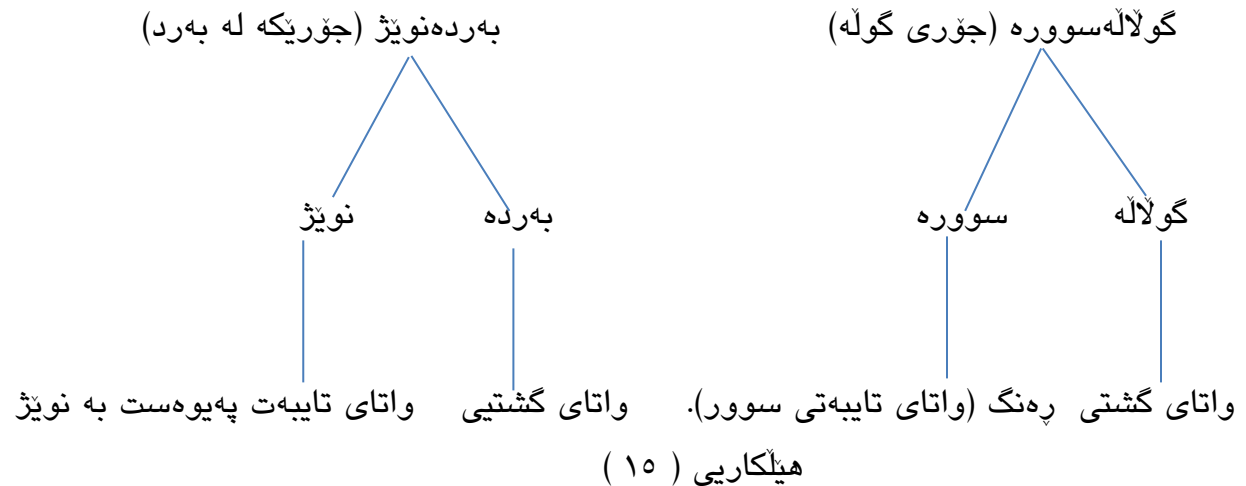 گوڵاڵەسوورە (جۆری گوڵە) بەردەنوێژ (جۆرێکە لە بەرد)
گوڵاڵە سوورە بەردە نوێژ
واتای گشتی ڕەنگ (واتای تایبەتی سوور). واتای گشتیی واتای تایبەت پەیوەست بە نوێژ
هێڵکاریی ( ١٥ )